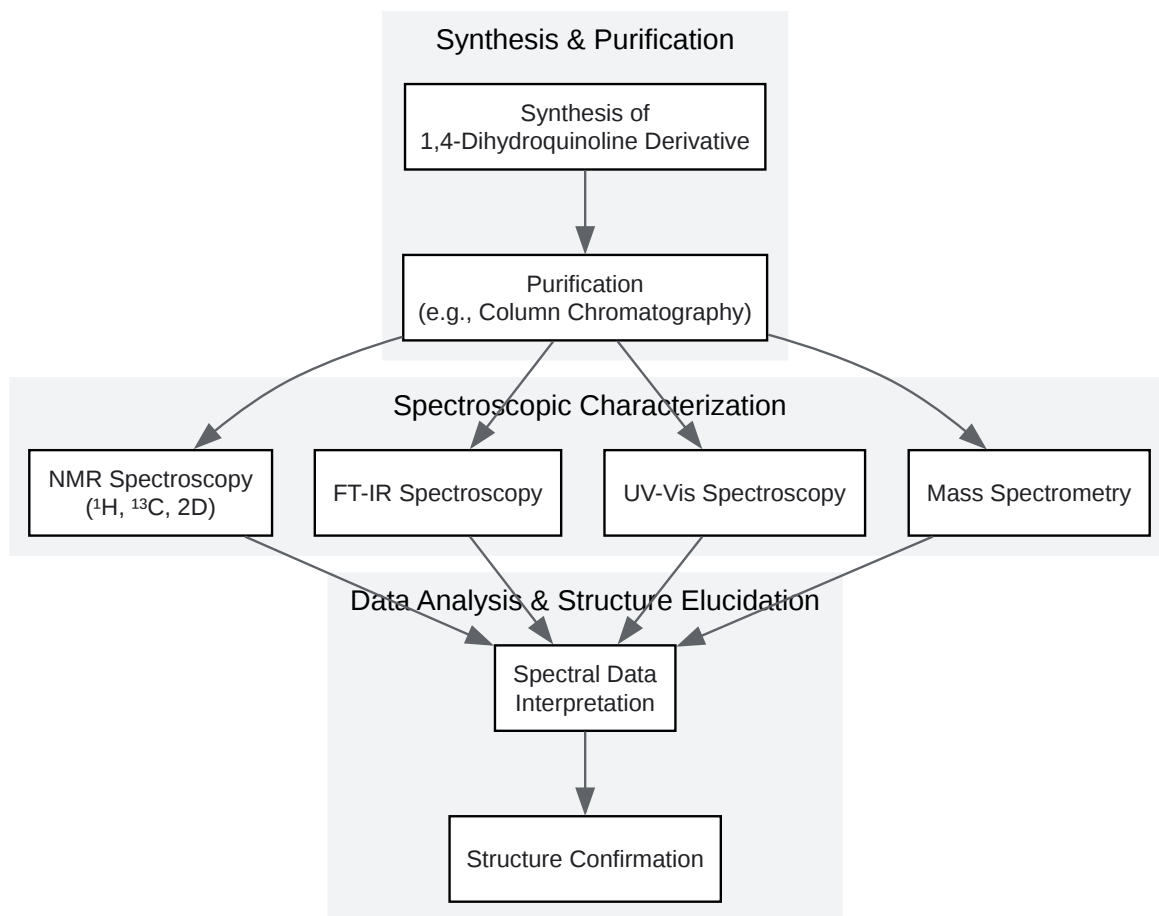 Synthesis & Purification
Synthesis of
1,4-Dihydroquinoline Derivative
Purification
(e.g., Column Chromatography)
Spectroscopic Characterization
NMR Spectroscopy
(¹H, ¹³C, 2D)
FT-IR Spectroscopy
UV-Vis Spectroscopy
Mass Spectrometry
Data Analysis & Structure Elucidation
Spectral Data
Interpretation
Structure Confirmation